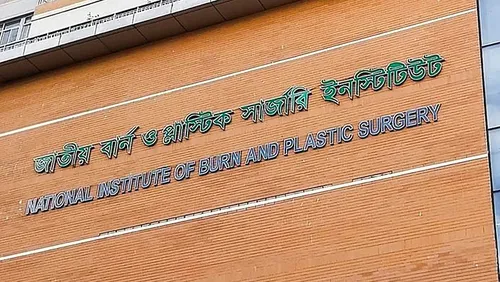 জাতীয় বার্ন ও প্লাস্টিক সার্জারি ইনস্টিটিউট
NATIONAL INSTITUTE OF BURN AND PLASTIC SURGERY